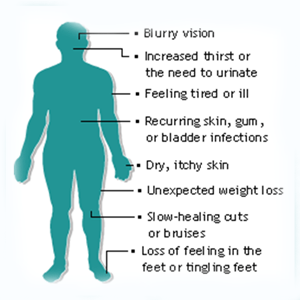 • Blurry vision
• Increased thirst or
the need to urinate
• Feeling tired or ill
• Recurring skin, gum,
or bladder infections
• Dry, itchy skin
• Unexpected weight loss
• Slow-healing cuts
or bruises
• Loss of feeling in the
feet or tingling feet